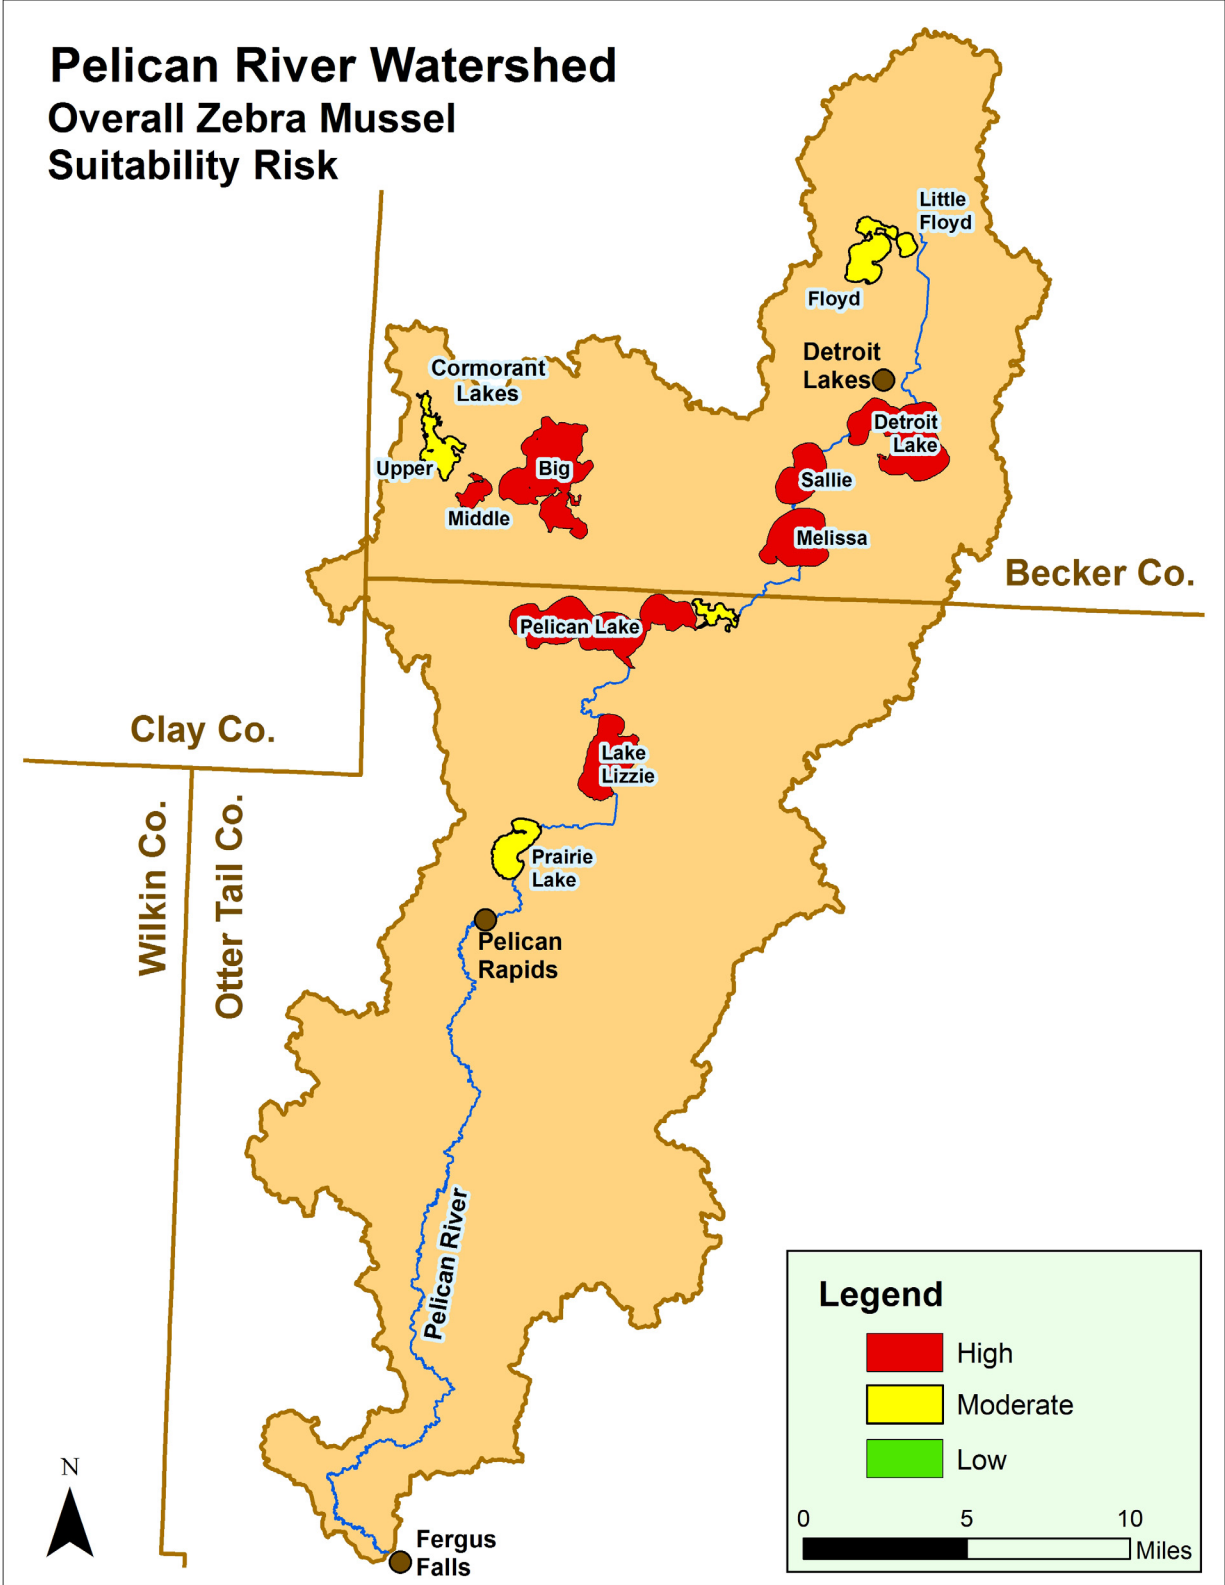 Pelican River Watershed
Overall Zebra Mussel
Suitability Risk
Little
Floyd
Floyd
Detroit
Lakes
Cormorant
Lakes
Detroit
Lake
Upper
Big
Sallie
Middle
Melissa
Becker Co.
Pelican Lake
Clay Co.
Lake
Lizzie
Wilkin Co.
Otter Tail Co.
Prairie
Lake
Pelican
Rapids
Pelican River
Legend
High
Moderate
Low
N
0 5 10
Miles
Fergus
Falls